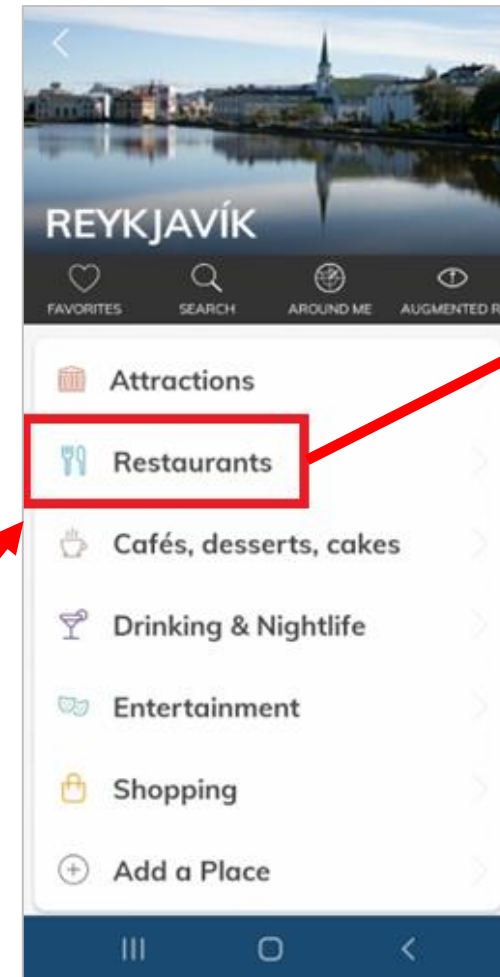 REYKJAVÍK
FAVORITES SEARCH AROUND ME AUGMENTED R
Attractions
Restaurants
Cafés, desserts, cakes
Drinking & Nightlife
Entertainment
Shopping
Add a Place